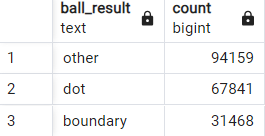 ball_result count
text bigint
1 other 94159
2 dot 67841
3 boundary 31468